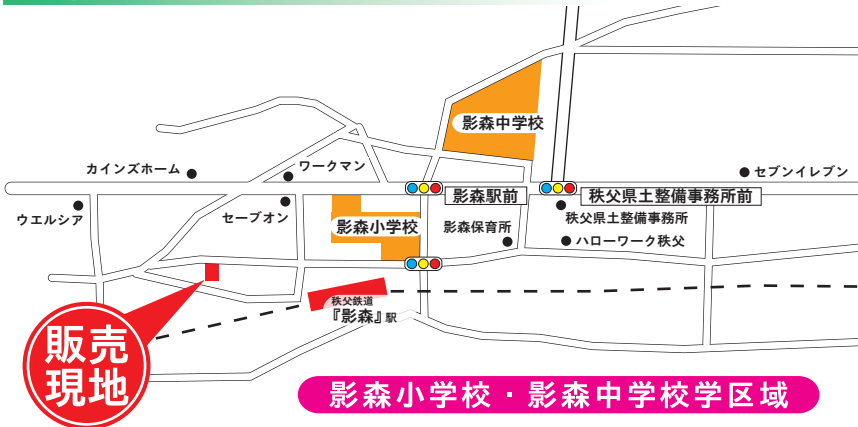 影森中学校
カインズホーム
ワークマン
セブンイレブン
ウエルシア
セーブオン
影森駅前
秩父県土整備事務所前
秩父県土整備事務所
影森小学校
影森保育所
ハローワーク秩父
秩父鉄道
『影森』駅
販売
現地
影森小学校・影森中学校学区域